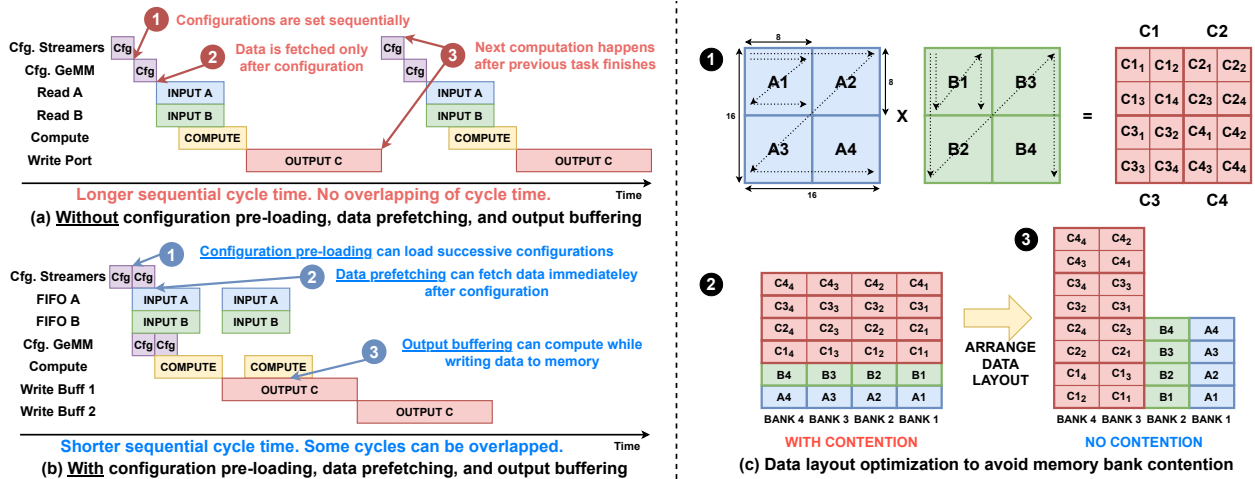 1 Configurations are set sequentially
Cfg. Streamers Cfg Cfg
2 Data is fetched only
after configuration
3 Next computation happens
after previous task finishes
Cfg. GeMM Cfg Cfg
Read A INPUT A INPUT A
Read B INPUT B INPUT B
Compute COMPUTE COMPUTE
Write Port OUTPUT C OUTPUT C
Longer sequential cycle time. No overlapping of cycle time. Time
(a) Without configuration pre-loading, data prefetching, and output buffering
1 Configuration pre-loading can load successive configurations
Cfg. Streamers Cfg Cfg
2 Data prefetching can fetch data immediateley
after configuration
FIFO A INPUT A INPUT A
FIFO B INPUT B INPUT B
Cfg. GeMM Cfg Cfg
3 Output buffering can compute while
writing data to memory
Compute COMPUTE COMPUTE
Write Buff 1 OUTPUT C
Write Buff 2 OUTPUT C
Shorter sequential cycle time. Some cycles can be overlapped. Time
(b) With configuration pre-loading, data prefetching, and output buffering
1
8
8
16
16
A1 A2
A3 A4
X
B1 B3
B2 B4
=
C1 C2
C1₁ C1₂ C2₁ C2₂
C1₃ C1₄ C2₃ C2₄
C3₁ C3₂ C4₁ C4₂
C3₃ C3₄ C4₃ C4₄
C3 C4
2
C4₄ C4₃ C4₂ C4₁
C3₄ C3₃ C3₂ C3₁
C2₄ C2₃ C2₂ C2₁
C1₄ C1₃ C1₂ C1₁
B4 B3 B2 B1
A4 A3 A2 A1
BANK 4 BANK 3 BANK 2 BANK 1
WITH CONTENTION
ARRANGE
DATA
LAYOUT
3
C4₄ C4₂
C4₃ C4₁
C3₄ C3₃
C3₂ C3₁
C2₄ C2₃ B4 A4
C2₂ C2₁ B3 A3
C1₄ C1₃ B2 A2
C1₂ C1₁ B1 A1
BANK 4 BANK 3 BANK 2 BANK 1
NO CONTENTION
(c) Data layout optimization to avoid memory bank contention